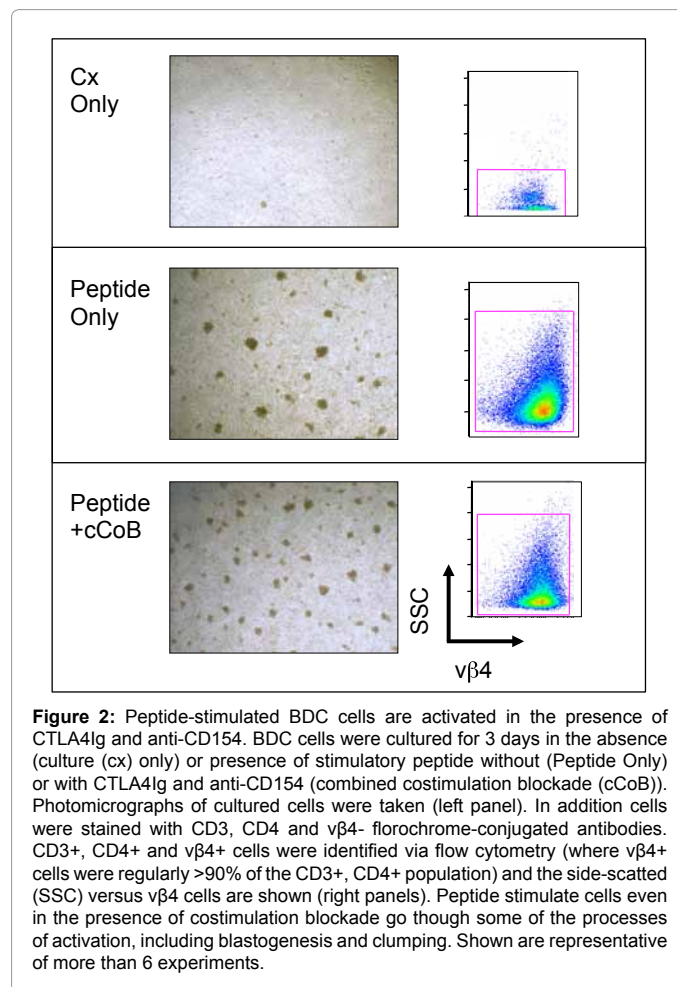 Cx
Only
Peptide
Only
Peptide
+cCoB
SSC
vβ4
Figure 2: Peptide-stimulated BDC cells are activated in the presence of
CTLA4Ig and anti-CD154. BDC cells were cultured for 3 days in the absence
(culture (cx) only) or presence of stimulatory peptide without (Peptide Only)
or with CTLA4Ig and anti-CD154 (combined costimulation blockade (cCoB)).
Photomicrographs of cultured cells were taken (left panel). In addition cells
were stained with CD3, CD4 and vβ4- florochrome-conjugated antibodies.
CD3+, CD4+ and vβ4+ cells were identified via flow cytometry (where vβ4+
cells were regularly >90% of the CD3+, CD4+ population) and the side-scatted
(SSC) versus vβ4 cells are shown (right panels). Peptide stimulate cells even
in the presence of costimulation blockade go though some of the processes
of activation, including blastogenesis and clumping. Shown are representative
of more than 6 experiments.